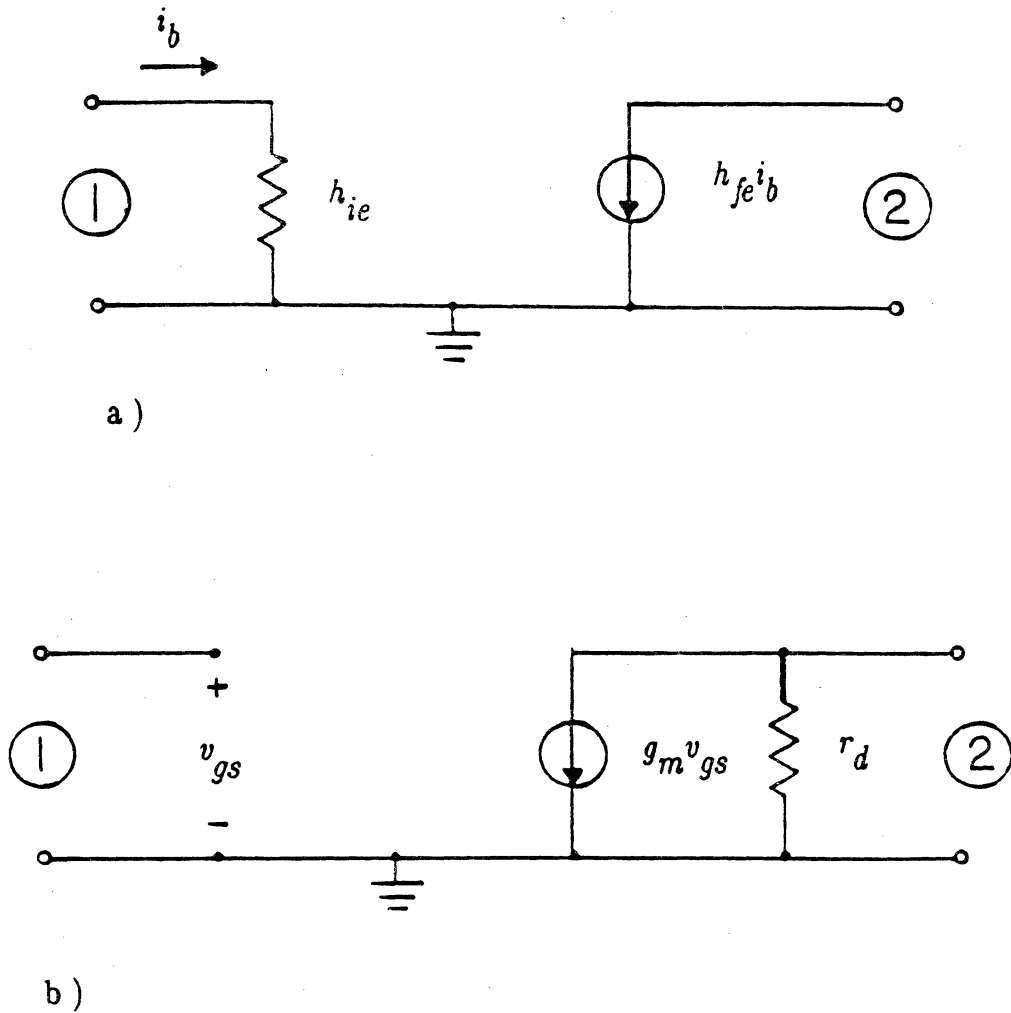 i_b
1
h_ie
h_fe i_b
2
a )
1
+
v_gs
−
g_m v_gs
r_d
2
b )